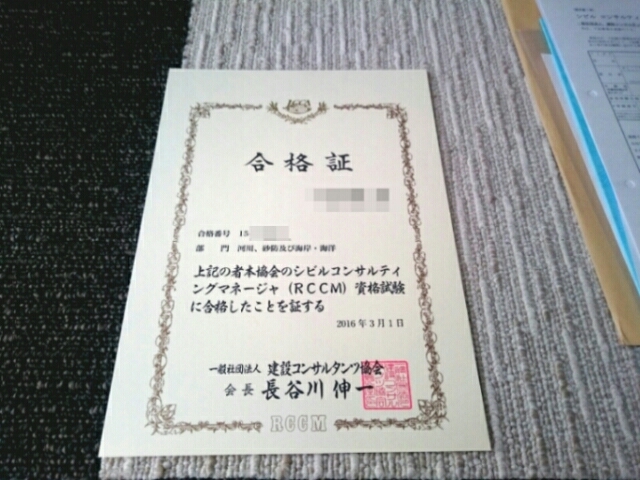 合格証
合格番号 15
部 門 河川、砂防及び海岸・海洋
上記の者本協会のシビルコンサルティ
ングマネージャ(RCCM)資格試験
に合格したことを証する
2016年3月1日
一般社団法人 建設コンサルタンツ協会
会長 長谷川伸一
RCCM